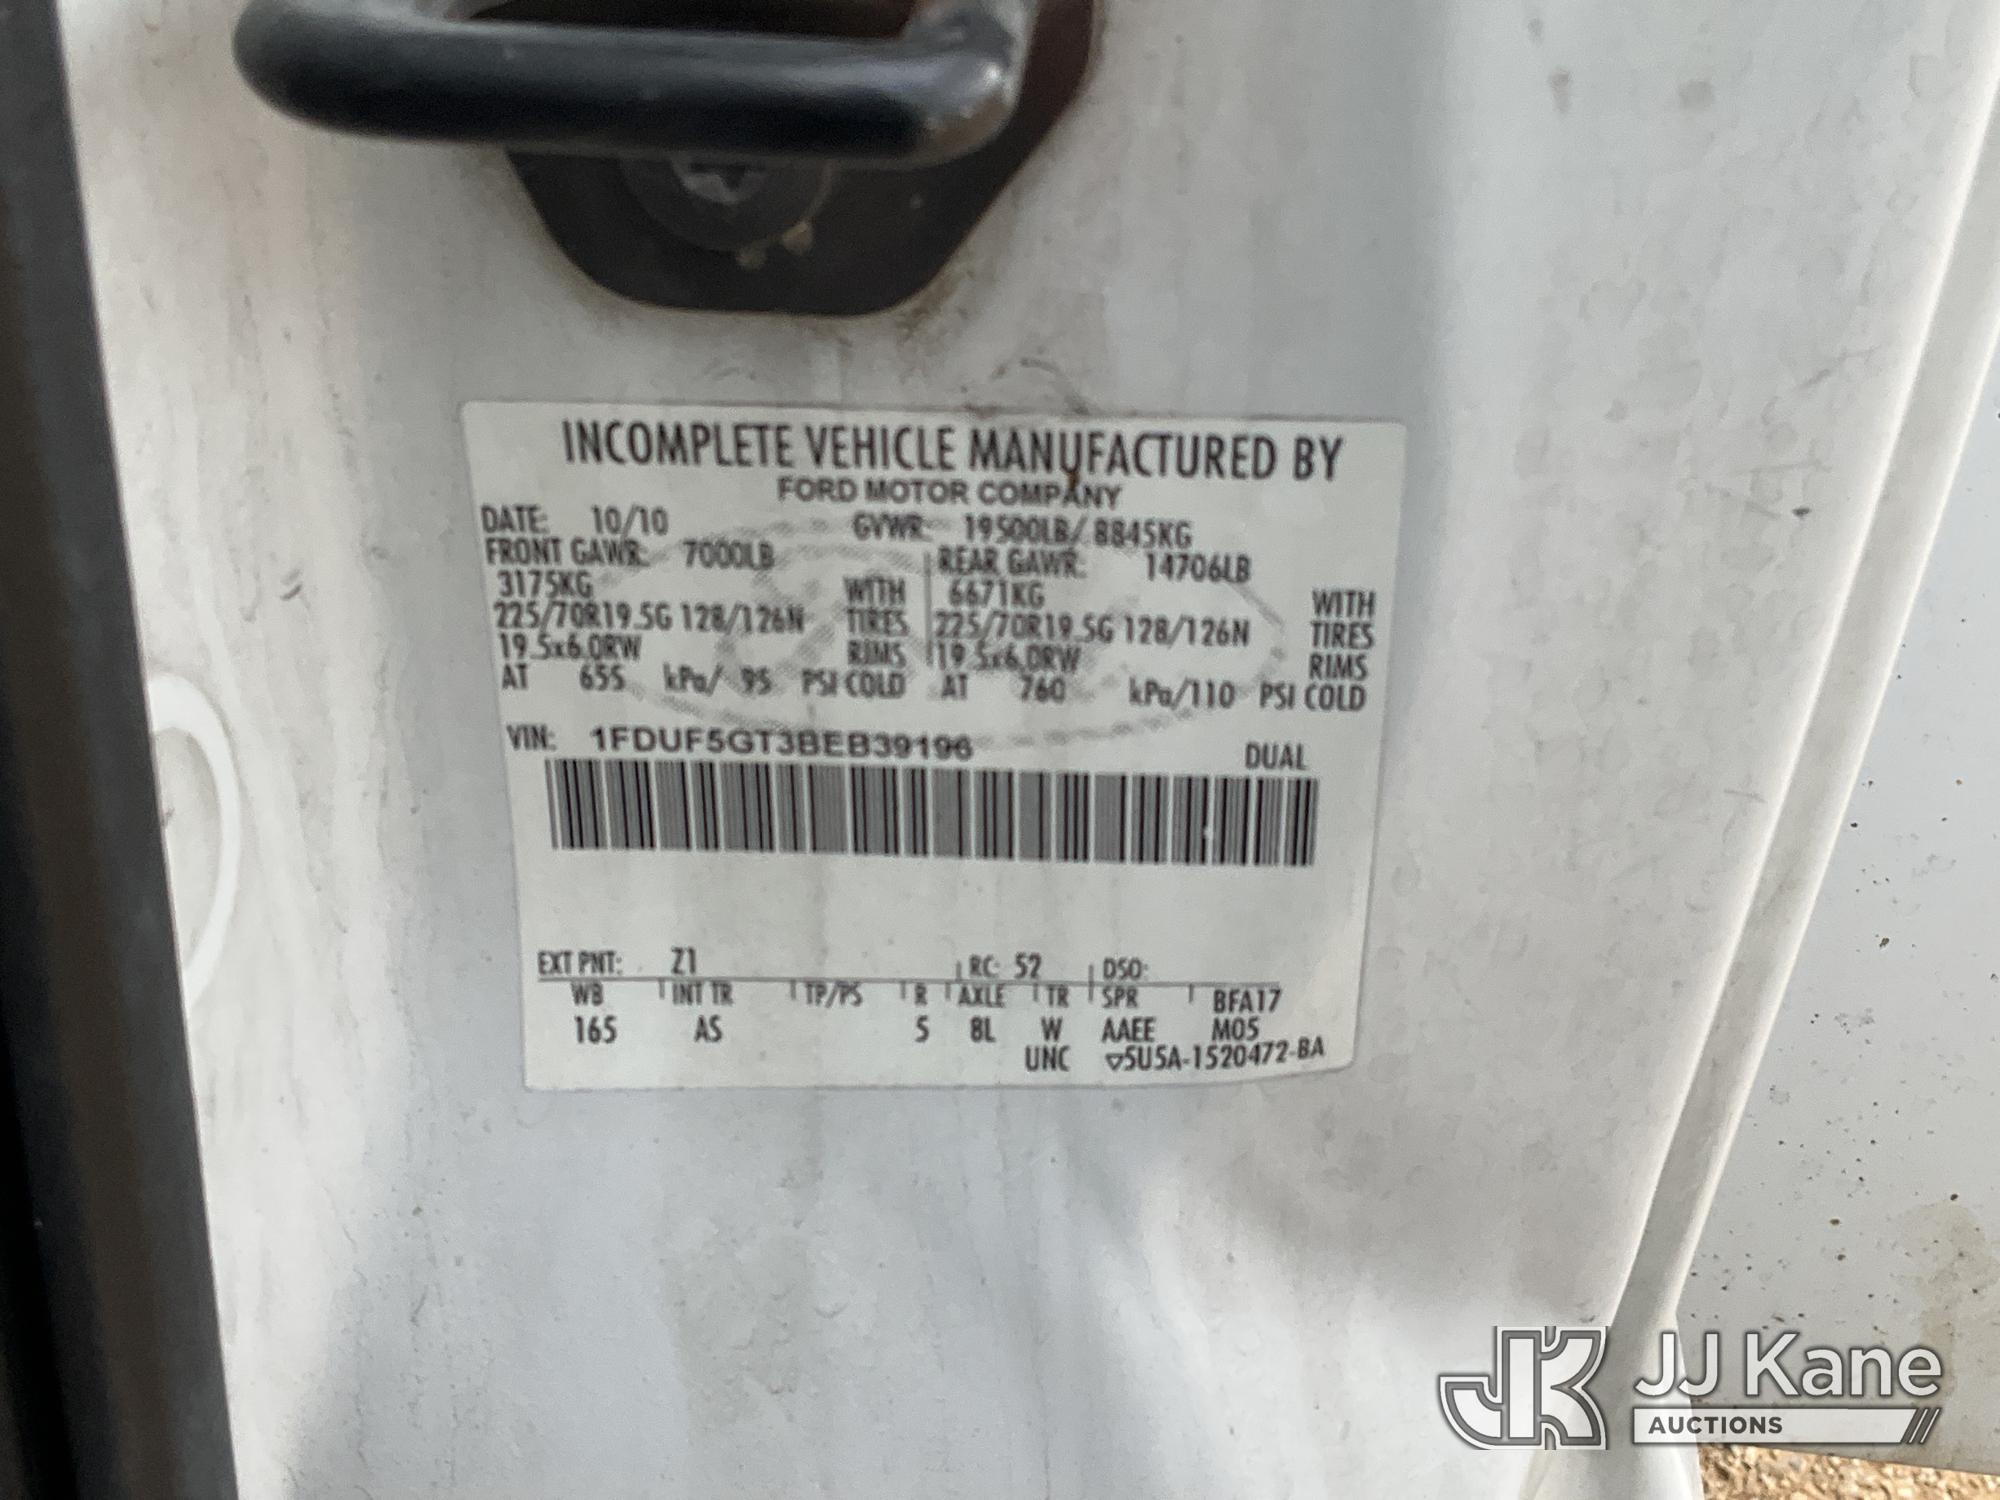 INCOMPLETE VEHICLE MANUFACTURED BY
FORD MOTOR COMPANY
DATE: 10/10 GVWR: 19500LB/ 8845KG
FRONT GAWR: 7000LB REAR GAWR: 14706LB
3175KG WITH 6671KG WITH
225/70R19.5G 128/126N TIRES 225/70R19.5G 128/126N TIRES
19.5x6.0RW RIMS 19.5x6.0RW RIMS
AT 655 kPa/ 95 PSI COLD AT 760 kPa/110 PSI COLD
VIN: 1FDUF5GT3BEB39196 DUAL
EXT PNT: Z1 RC: 52 DSO:
WB INT TR TP/PS R AXLE TR SPR BFA17
165 AS 5 8L W AAEE M05
UNC ▽5U5A-1520472-BA
JK JJ Kane
AUCTIONS